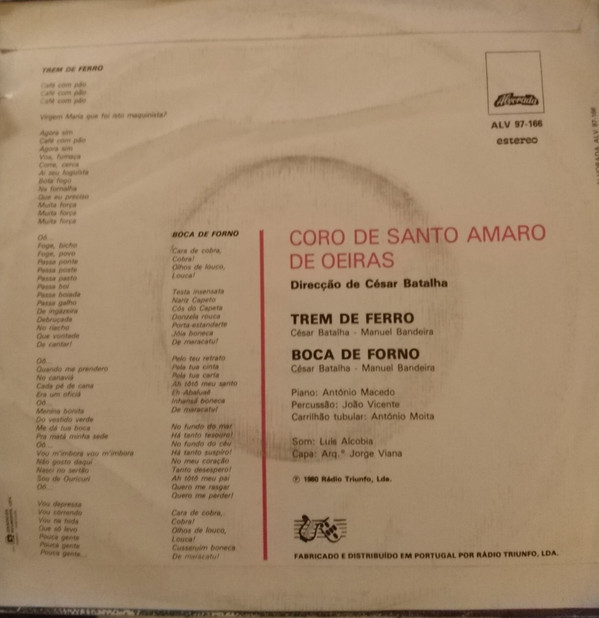 TREM DE FERRO
Café com pão
Café com pão
Café com pão
Virgem Maria que foi isto maquinista?
Agora sim
Café com pão
Agora sim
Voa, fumaça
Corre, cerca
Ai seu foguista
Bota fogo
Na fornalha
Que eu preciso
Muita força
Muita força
Muita força
Oô...
Foge, bicho
Foge, povo
Passa ponte
Passa poste
Passa pasto
Passa boi
Passa boiada
Passa galho
De ingazeira
Debruçada
No riacho
Que vontade
De cantar!
Oô...
Quando me prendero
No canaviá
Cada pé de cana
Era um oficiá
Oô...
Menina bonita
Do vestido verde
Me dá tua boca
Pra matá minha sede
Oô...
Vou m'imbora vou m'imbora
Não gosto daqui
Nasci no sertão
Sou de Ouricuri
Oô...
Vou depressa
Vou correndo
Vou na toda
Que só levo
Pouca gente
Pouca gente
Pouca gente...
BOCA DE FORNO
Cara de cobra,
Cobra!
Olhos de louco,
Louca!
Testa insensata
Nariz Capeto
Cós do Capeta
Donzela rouca
Porta-estandarte
Jóia boneca
De maracatu!
Pelo teu retrato
Pela tua cinta
Pela tua carta
Ah tôtô meu santo
Eh Abaluaê
Inhansã boneca
De maracatu!
No fundo do mar
Há tanto tesouro!
No fundo do céu
Há tanto suspiro!
No meu coração
Tanto desespero!
Ah tôtô meu pai
Quero me rasgar
Quero me perder!
Cara de cobra,
Cobra!
Olhos de louco,
Louca!
Cussaruim boneca
De maracatu!
Alvorada
ALV 97-166
estereo
CORO DE SANTO AMARO
DE OEIRAS
Direcção de César Batalha
TREM DE FERRO
César Batalha - Manuel Bandeira
BOCA DE FORNO
César Batalha - Manuel Bandeira
Piano: António Macedo
Percussão: João Vicente
Carrilhão tubular: António Moita
Som: Luís Alcobia
Capa: Arq.º Jorge Viana
℗ 1980 Rádio Triunfo, Lda.
FABRICADO E DISTRIBUÍDO EM PORTUGAL POR RÁDIO TRIUNFO, LDA.